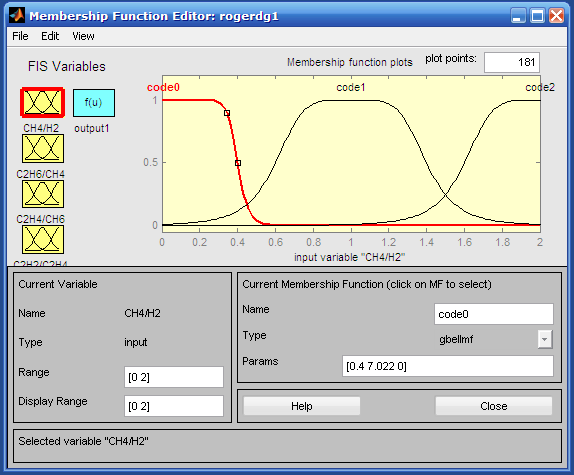 Membership Function Editor: rogerdg1
File Edit View
FIS Variables
Membership function plots plot points: 181
f(u)
CH4/H2 output1
C2H6/CH4
C2H4/CH6
C2H2/C2H4
code0 code1 code2
1
0.5
0
0 0.2 0.4 0.6 0.8 1 1.2 1.4 1.6 1.8 2
input variable "CH4/H2"
Current Variable
Name CH4/H2
Type input
Range [0 2]
Display Range [0 2]
Current Membership Function (click on MF to select)
Name code0
Type gbellmf
Params [0.4 7.022 0]
Help Close
Selected variable "CH4/H2"